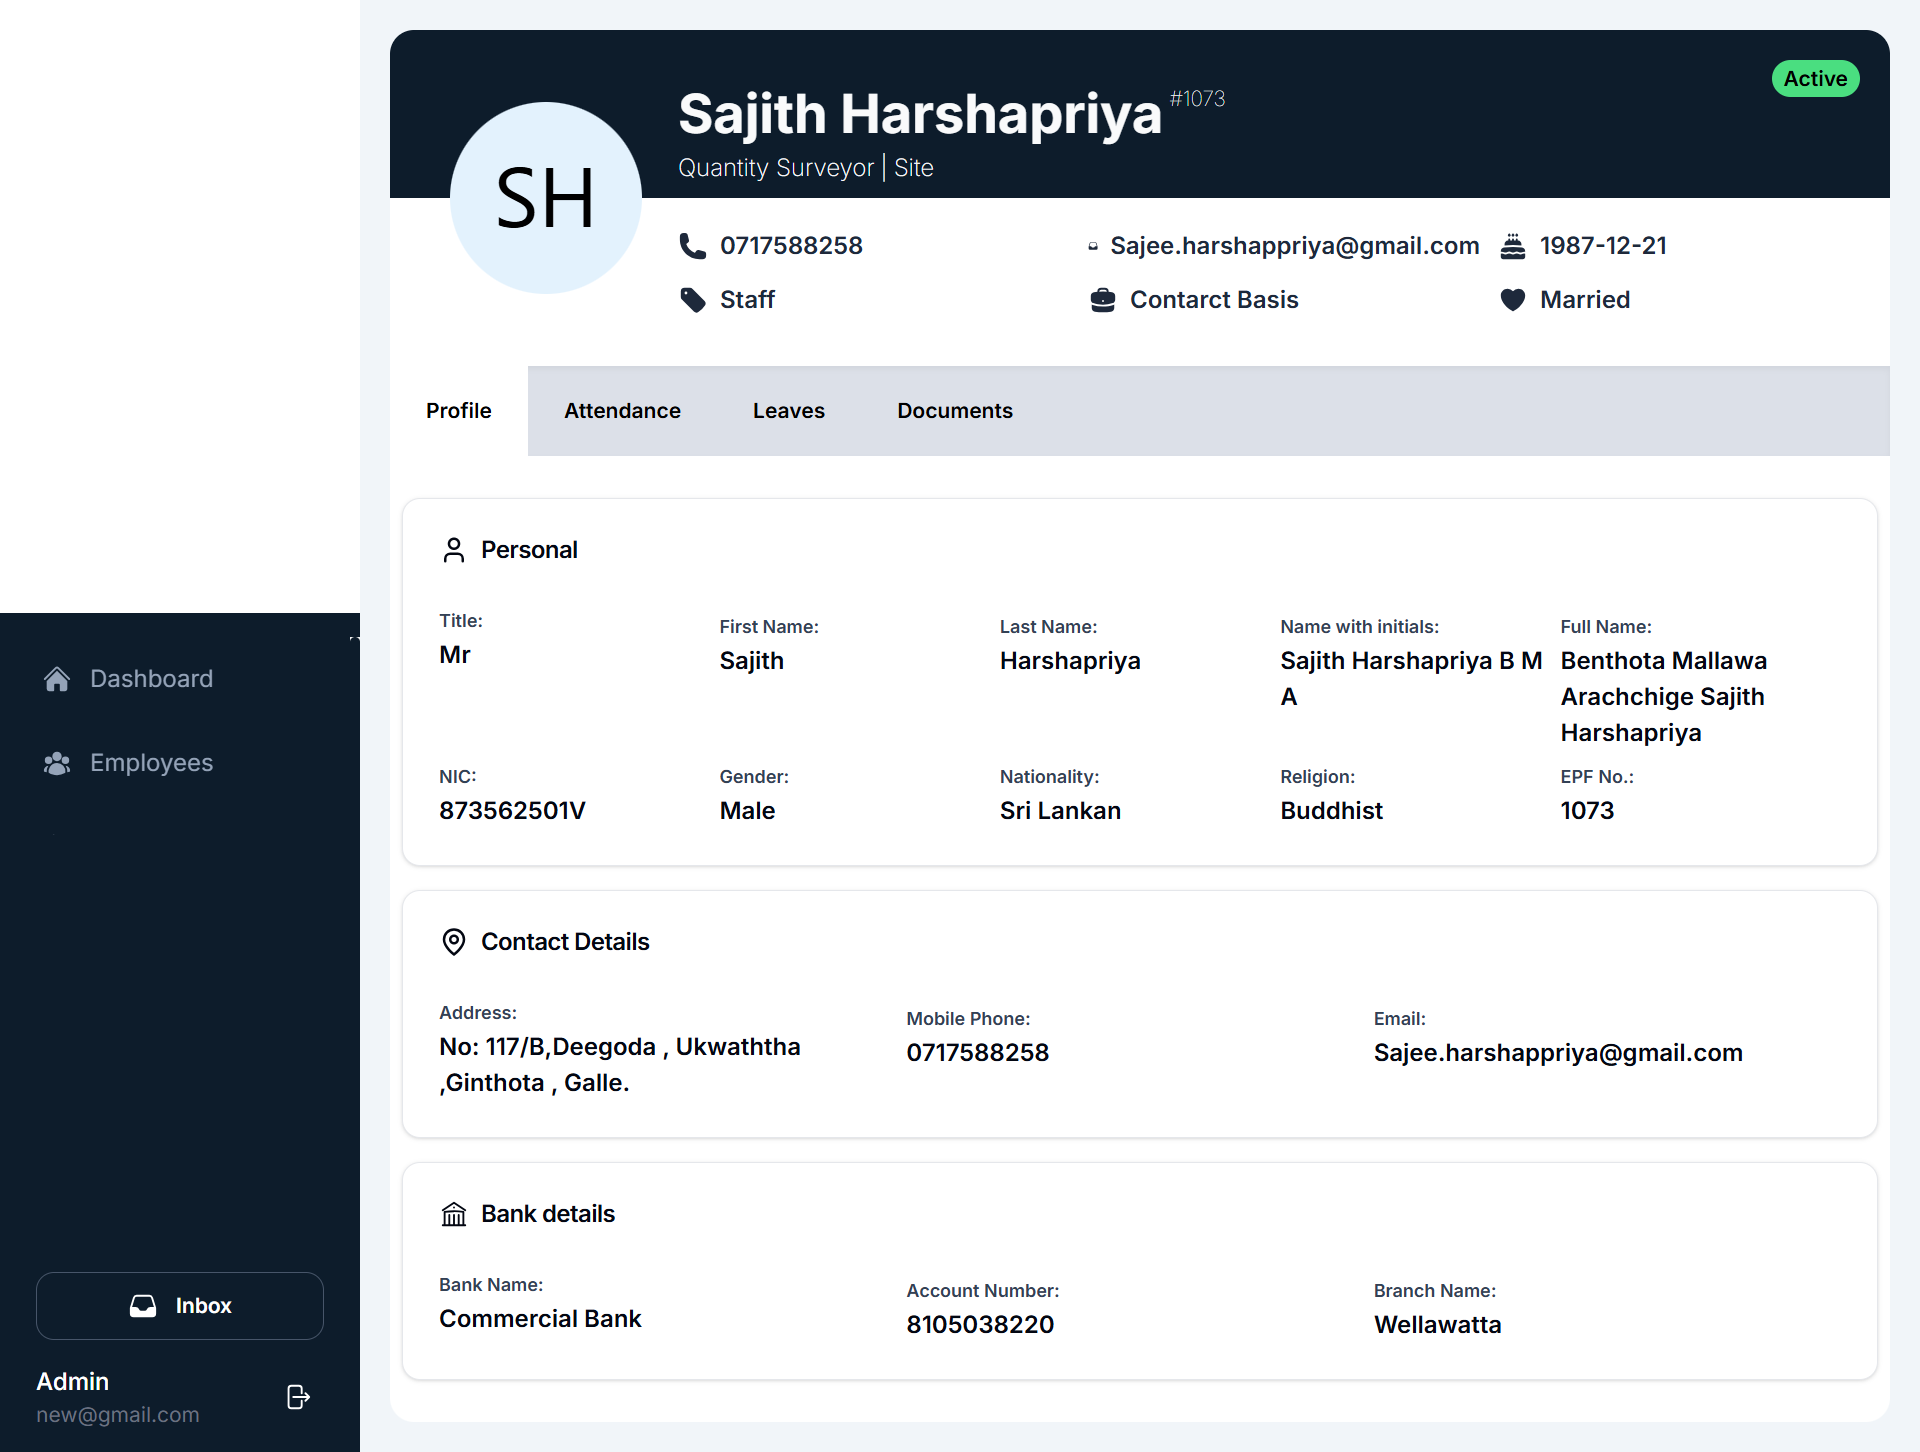 Dashboard
Employees
Inbox
Admin
new@gmail.com
Active
SH
Sajith Harshapriya #1073
Quantity Surveyor | Site
0717588258
Sajee.harshappriya@gmail.com
1987-12-21
Staff
Contarct Basis
Married
Profile
Attendance
Leaves
Documents
Personal
Title:
Mr
First Name:
Sajith
Last Name:
Harshapriya
Name with initials:
Sajith Harshapriya B M
A
Full Name:
Benthota Mallawa
Arachchige Sajith
Harshapriya
NIC:
873562501V
Gender:
Male
Nationality:
Sri Lankan
Religion:
Buddhist
EPF No.:
1073
Contact Details
Address:
No: 117/B,Deegoda , Ukwaththa
,Ginthota , Galle.
Mobile Phone:
0717588258
Email:
Sajee.harshappriya@gmail.com
Bank details
Bank Name:
Commercial Bank
Account Number:
8105038220
Branch Name:
Wellawatta